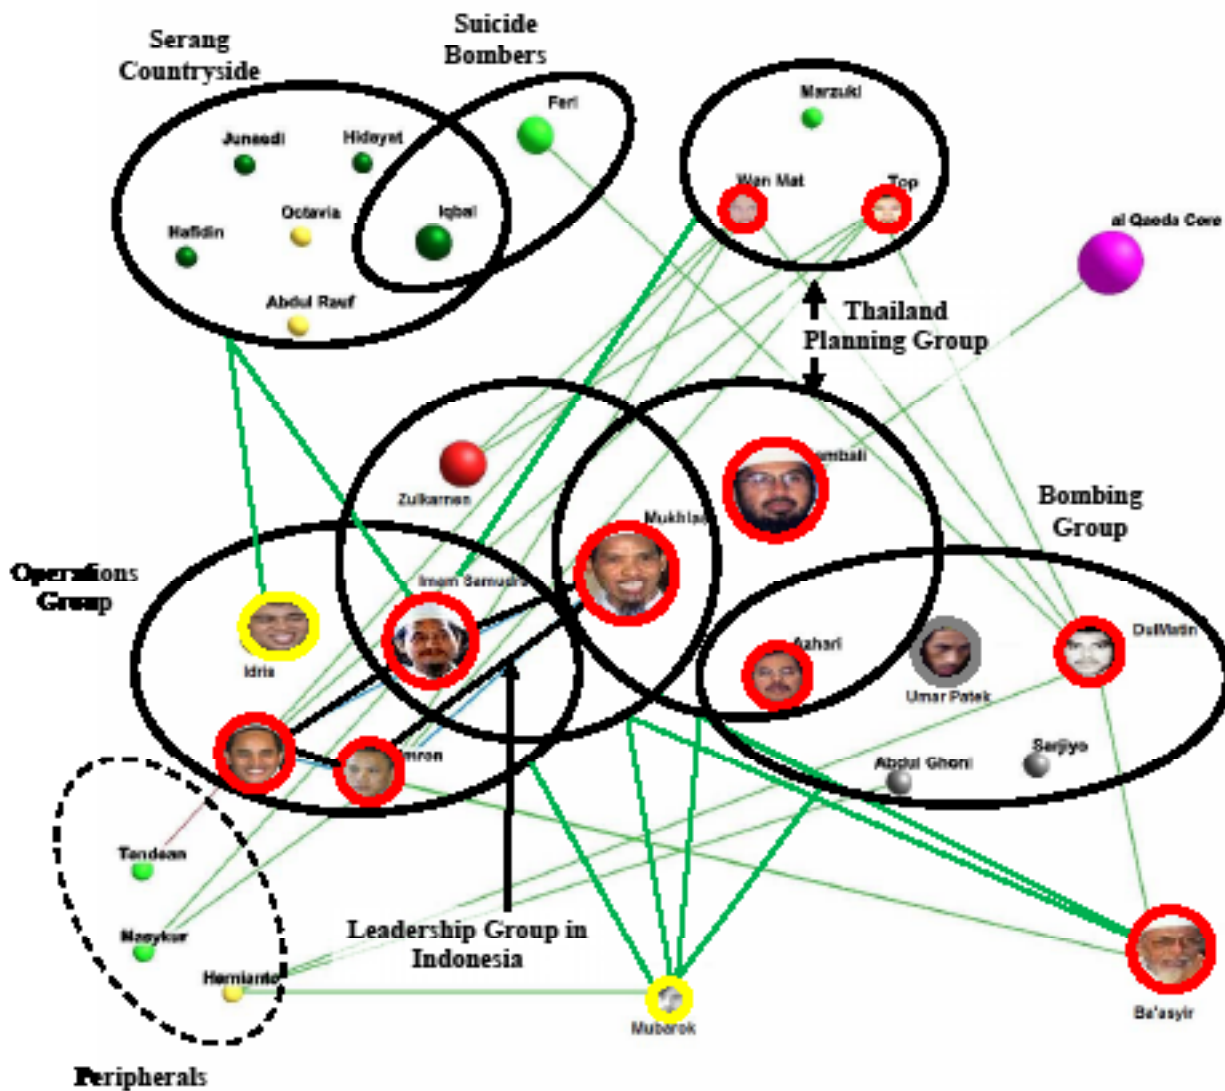 Serang
Countryside
Suicide
Bombers
Feri
Marzuki
Junaedi
Hidayat
Wan Mat
Top
Octavia
Iqbal
Hafidin
al Qaeda Core
Abdul Rauf
Thailand
Planning Group
Zulkarnen
Mukhlas
Bombing
Group
Operations
Group
Imam Samudra
Idris
Azhari
Umar Patek
DulMatin
Abdul Ghoni
Sarjiyo
Tendean
Masykur
Leadership Group in
Indonesia
Hernianto
Mubarok
Ba'asyir
Peripherals